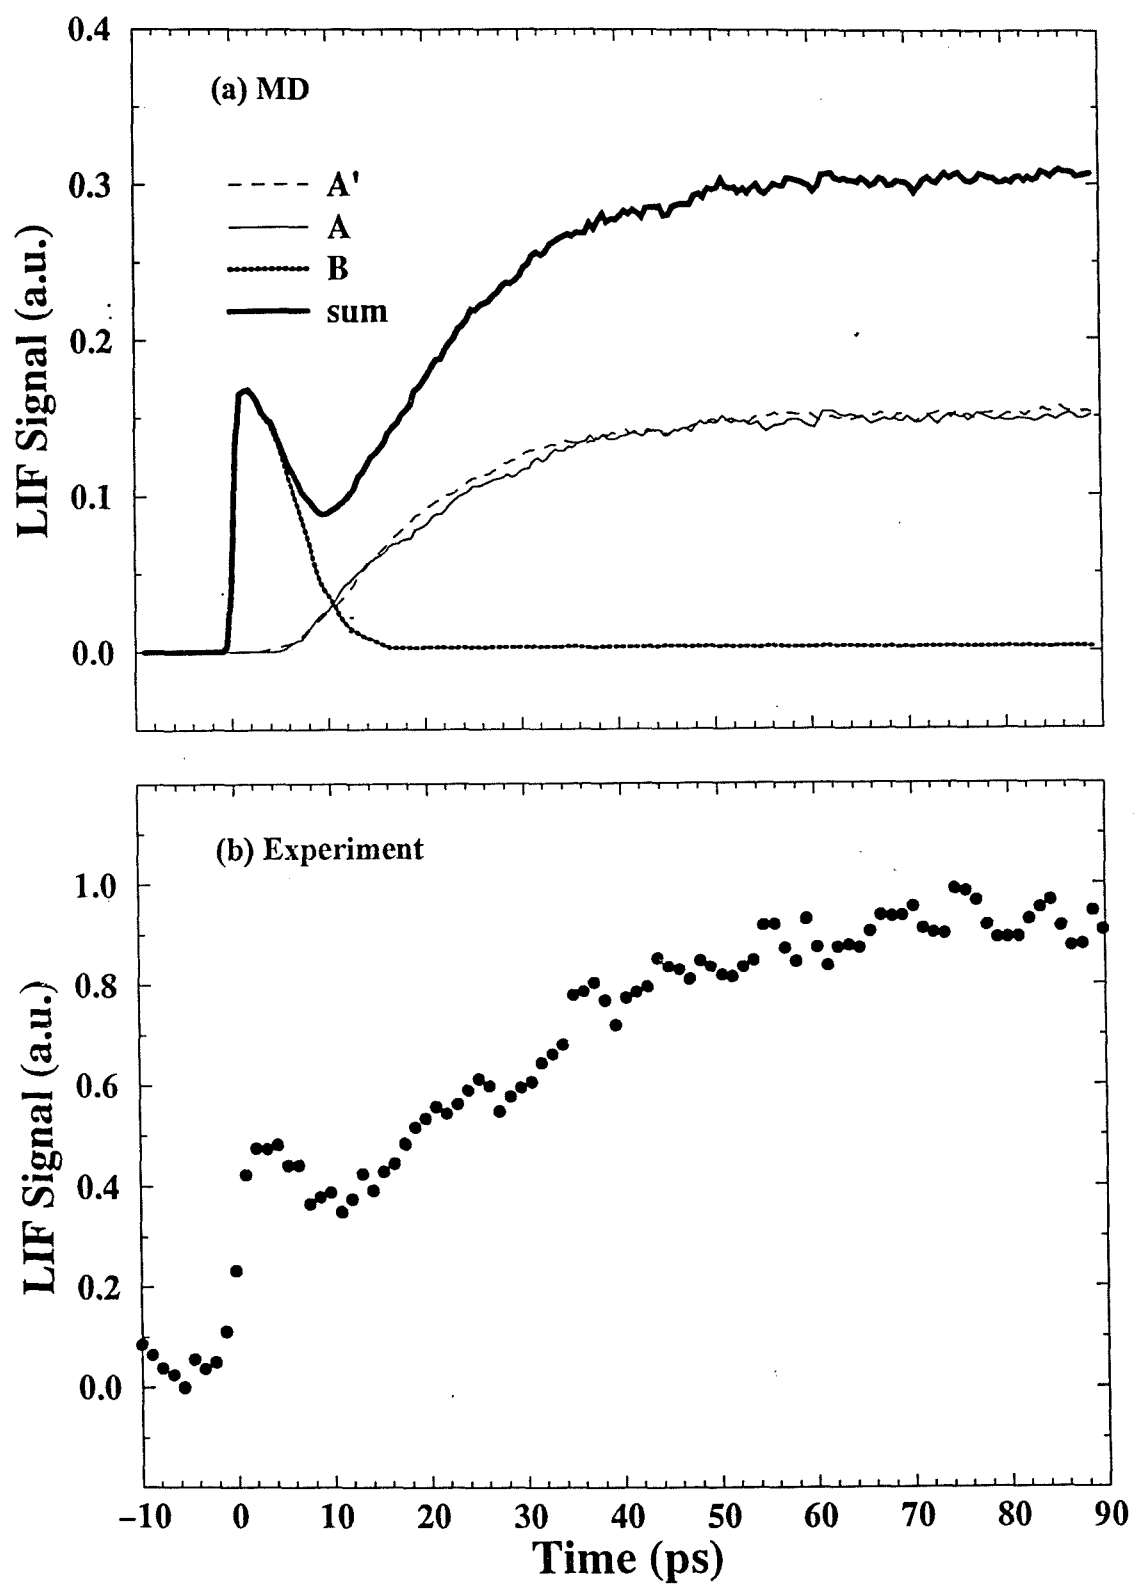 0.4
(a) MD
A'
A
B
sum
0.3
0.2
0.1
0.0
LIF Signal (a.u.)
(b) Experiment
1.0
0.8
0.6
0.4
0.2
0.0
LIF Signal (a.u.)
−10 0 10 20 30 40 50 60 70 80 90
Time (ps)